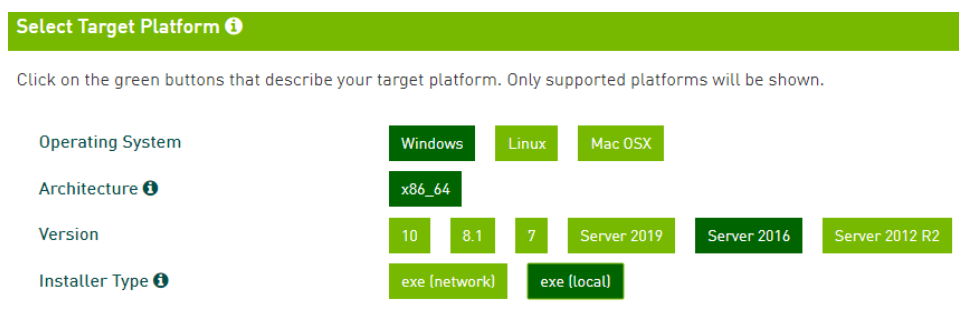 Select Target Platform
Click on the green buttons that describe your target platform. Only supported platforms will be shown.
Operating System Windows Linux Mac OSX
Architecture x86_64
Version 10 8.1 7 Server 2019 Server 2016 Server 2012 R2
Installer Type exe (network) exe (local)